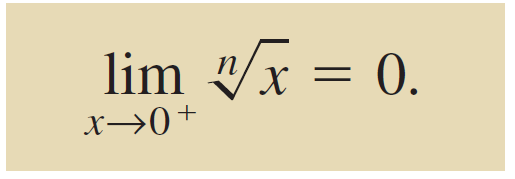 lim ⁿ√x = 0.
x→0⁺